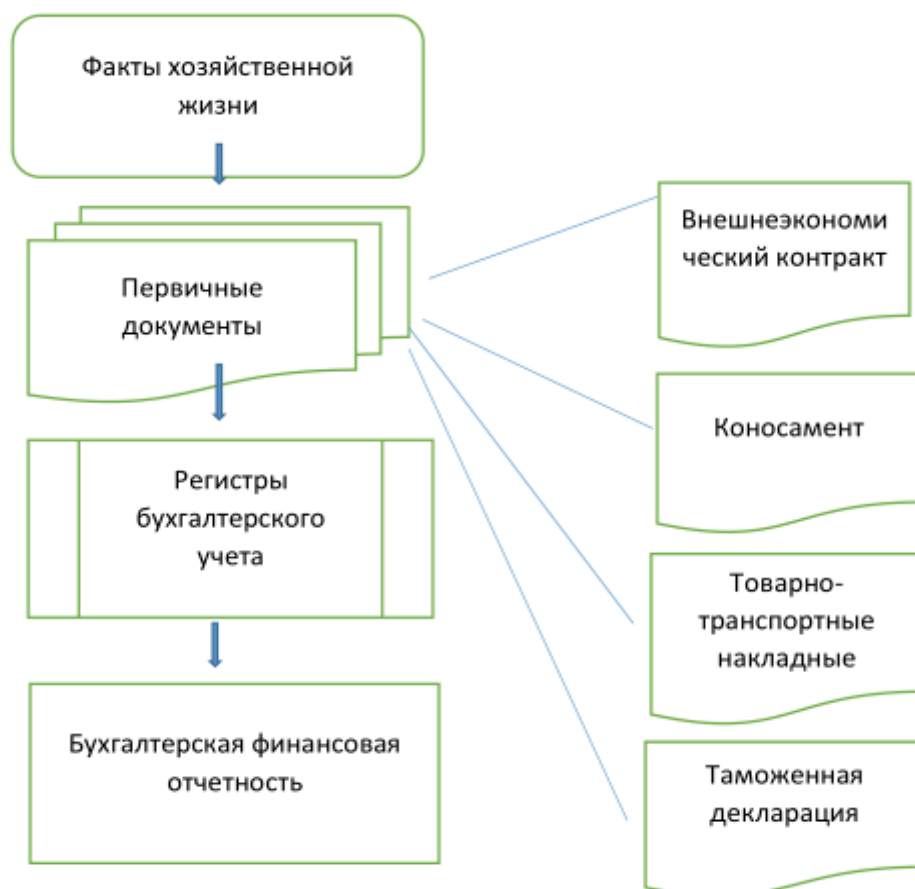 Факты хозяйственной
жизни
Первичные
документы
Регистры
бухгалтерского
учета
Бухгалтерская финансовая
отчетность
Внешнеэкономи
ческий контракт
Коносамент
Товарно-
транспортные
накладные
Таможенная
декларация